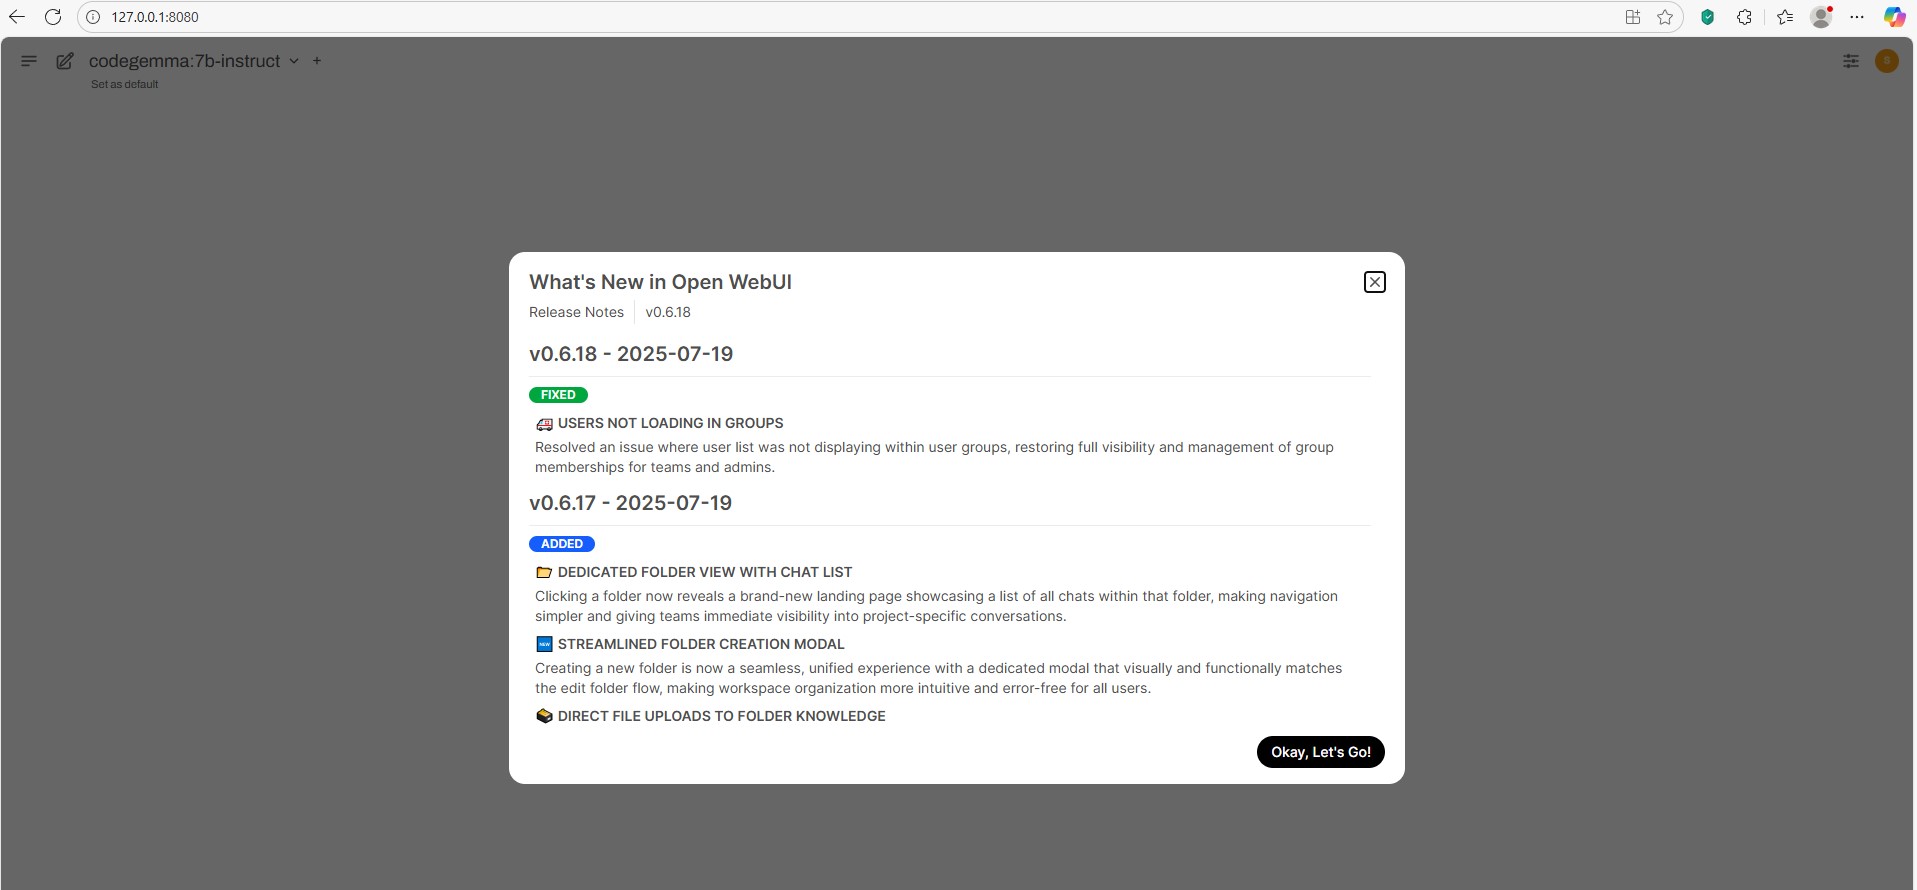 127.0.0.1:8080
codegemma:7b-instruct
Set as default
S
What's New in Open WebUI
Release Notes v0.6.18
v0.6.18 - 2025-07-19
FIXED
USERS NOT LOADING IN GROUPS
Resolved an issue where user list was not displaying within user groups, restoring full visibility and management of group
memberships for teams and admins.
v0.6.17 - 2025-07-19
ADDED
DEDICATED FOLDER VIEW WITH CHAT LIST
Clicking a folder now reveals a brand-new landing page showcasing a list of all chats within that folder, making navigation
simpler and giving teams immediate visibility into project-specific conversations.
NEW STREAMLINED FOLDER CREATION MODAL
Creating a new folder is now a seamless, unified experience with a dedicated modal that visually and functionally matches
the edit folder flow, making workspace organization more intuitive and error-free for all users.
DIRECT FILE UPLOADS TO FOLDER KNOWLEDGE
Okay, Let's Go!